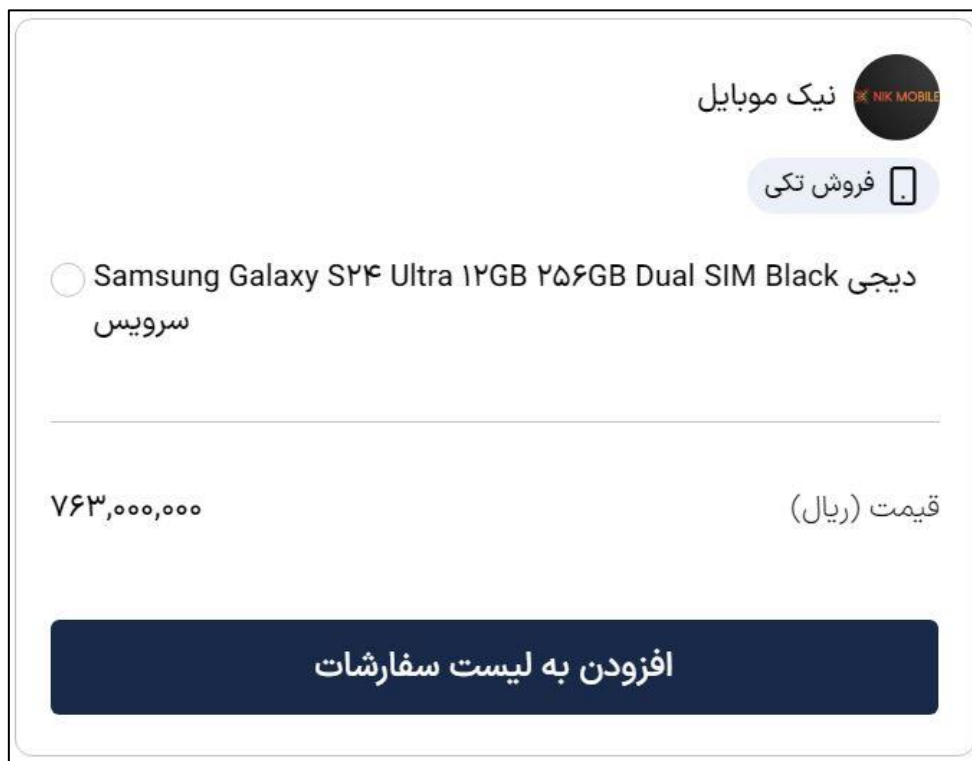 نیک موبایل
NIK MOBILE
فروش تکی
Samsung Galaxy S۲۴ Ultra ۱۲GB ۲۵۶GB Dual SIM Black دیجی
سرویس
قیمت (ریال)
۷۶۳,۰۰۰,۰۰۰
افزودن به لیست سفارشات